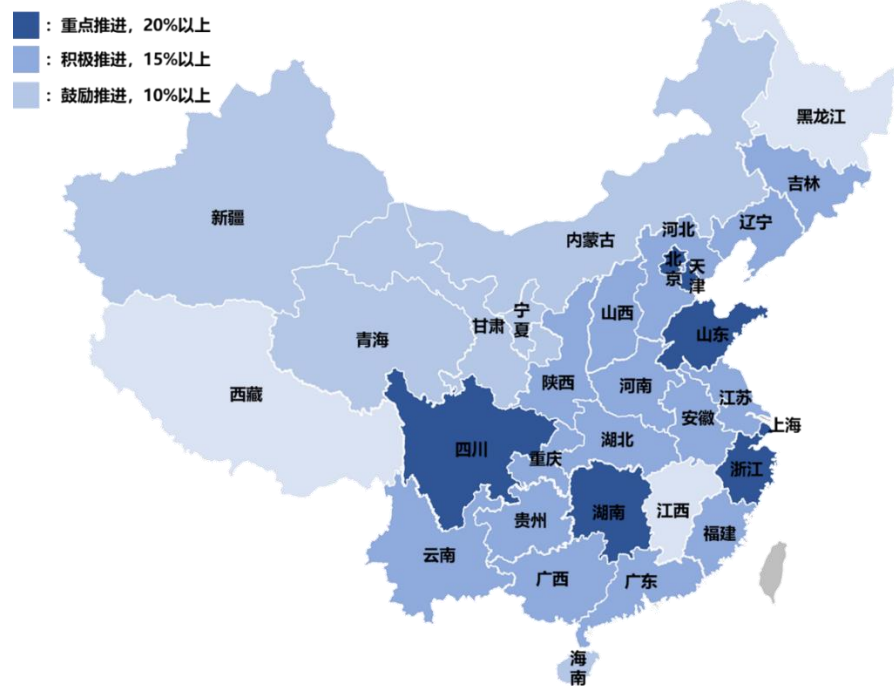 ：重点推进，20%以上
：积极推进，15%以上
：鼓励推进，10%以上
黑龙江
吉林
新疆
辽宁
河北
内蒙古
北京
天津
宁夏
山西
甘肃
山东
青海
陕西
河南
西藏
江苏
安徽
上海
湖北
四川
重庆
浙江
贵州
湖南
江西
福建
云南
广西
广东
海南